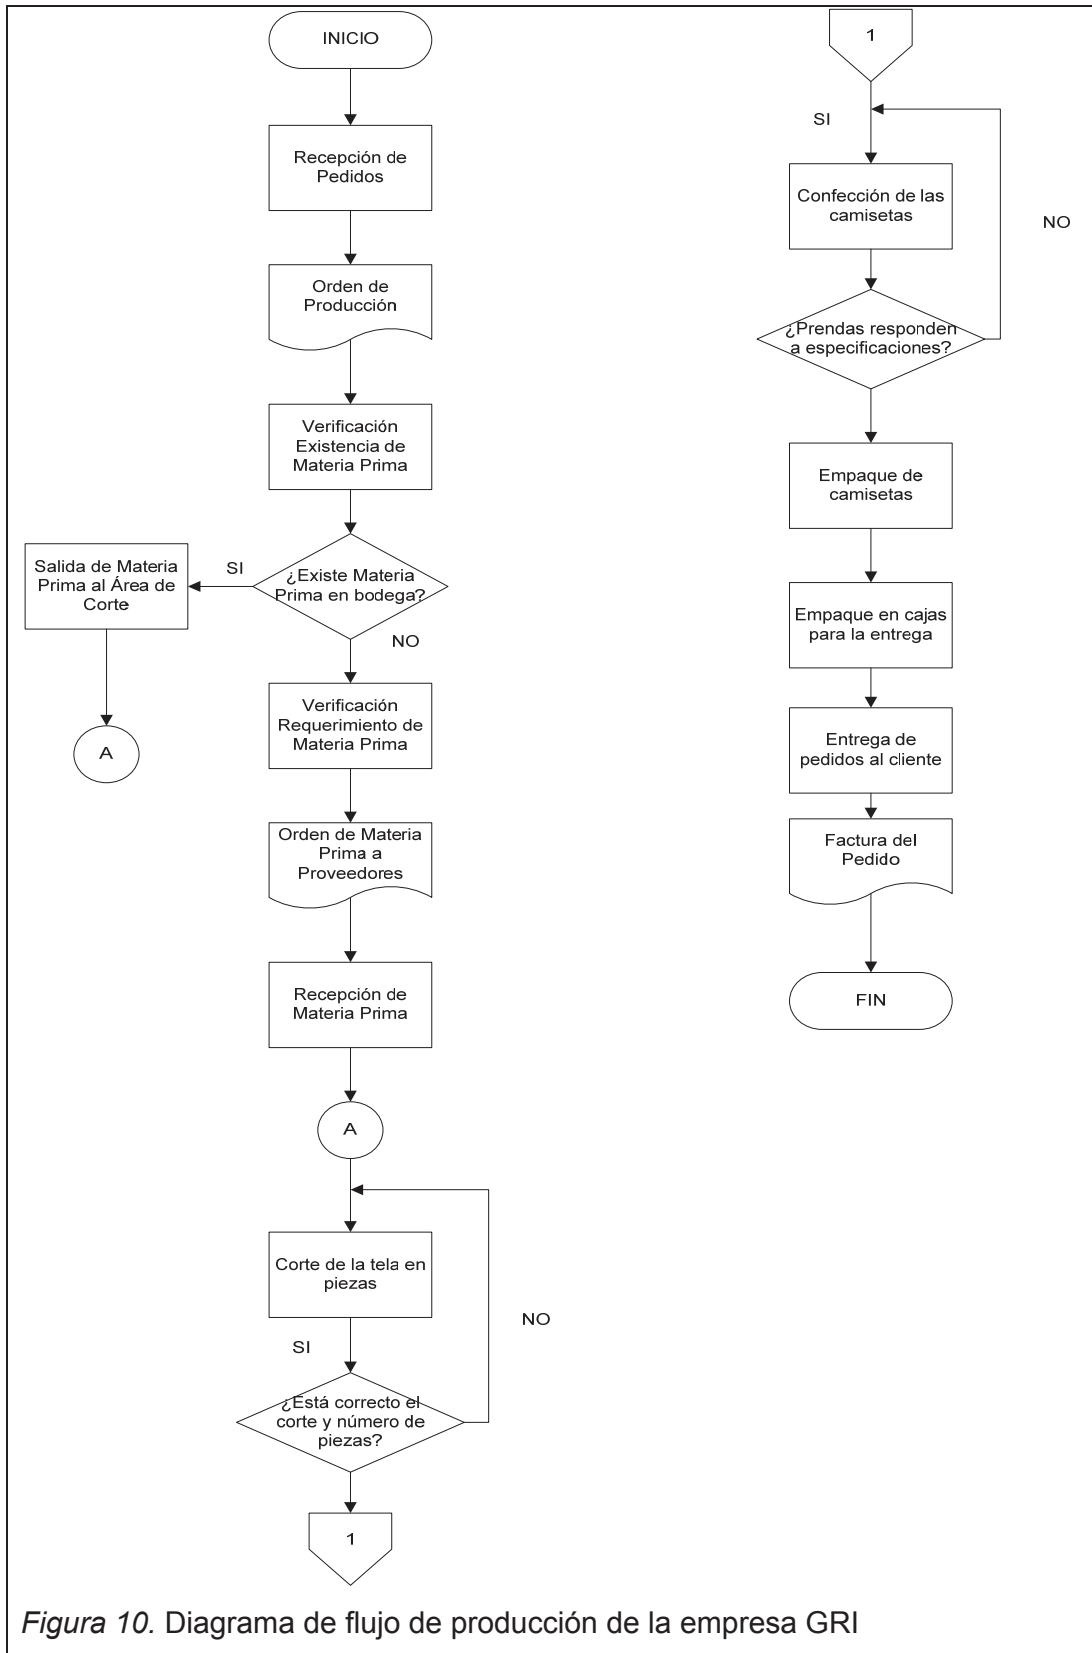 INICIO
Recepción de
Pedidos
Orden de
Producción
Verificación
Existencia de
Materia Prima
¿Existe Materia
Prima en bodega?
SI
Salida de Materia
Prima al Área de
Corte
A
NO
Verificación
Requerimiento de
Materia Prima
Orden de Materia
Prima a
Proveedores
Recepción de
Materia Prima
A
Corte de la tela en
piezas
NO
SI
¿Está correcto el
corte y número de
piezas?
1
1
SI
Confección de las
camisetas
NO
¿Prendas responden
a especificaciones?
Empaque de
camisetas
Empaque en cajas
para la entrega
Entrega de
pedidos al cliente
Factura del
Pedido
FIN
Figura 10. Diagrama de flujo de producción de la empresa GRI